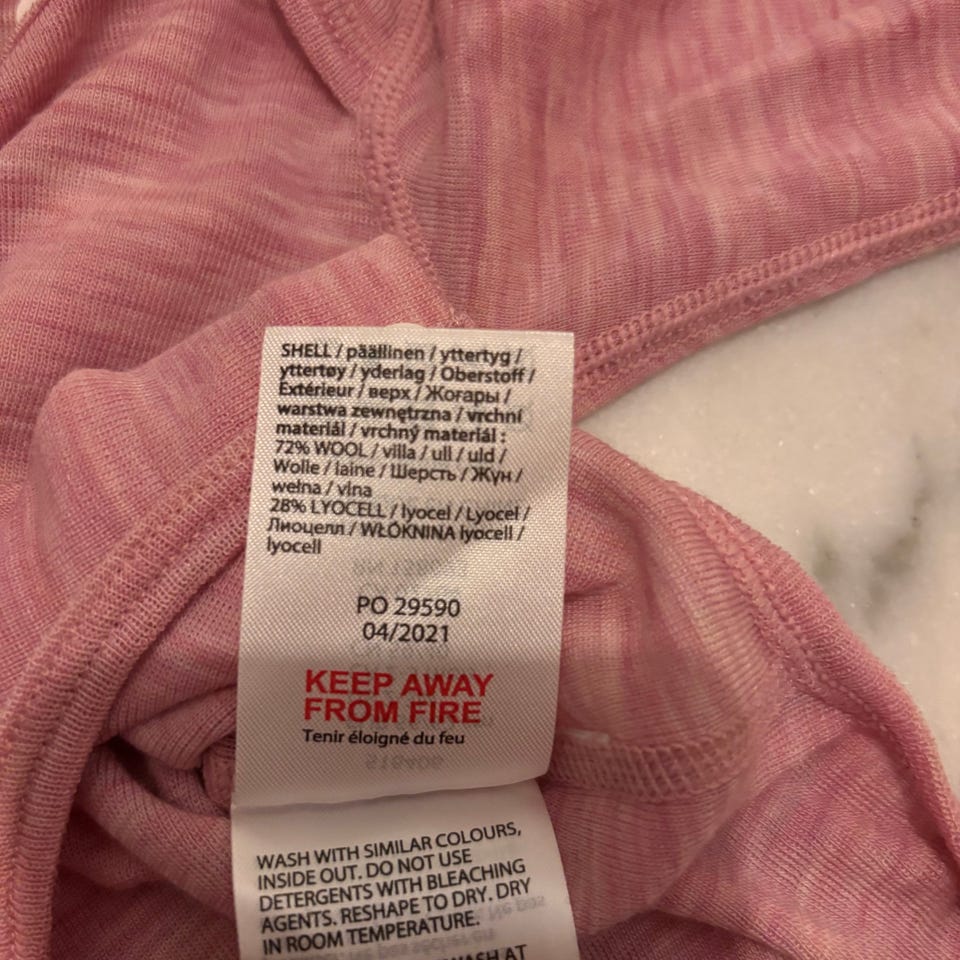 SHELL / päällinen / yttertyg /
yttertøy / yderlag / Oberstoff /
Extérieur / верх / Жоғарғы /
warstwa zewnętrzna / vrchní
materiál / vrchný materiál :
72% WOOL / villa / ull / uld /
Wolle / laine / Шерсть / Жүн /
wełna / vlna
28% LYOCELL / lyocel / Lyocel /
Лиоцелл / WŁÓKNINA lyocell /
lyocell
PO 29590
04/2021
KEEP AWAY
FROM FIRE
Tenir éloigné du feu
WASH WITH SIMILAR COLOURS,
INSIDE OUT. DO NOT USE
DETERGENTS WITH BLEACHING
AGENTS. RESHAPE TO DRY. DRY
IN ROOM TEMPERATURE.
WASH AT